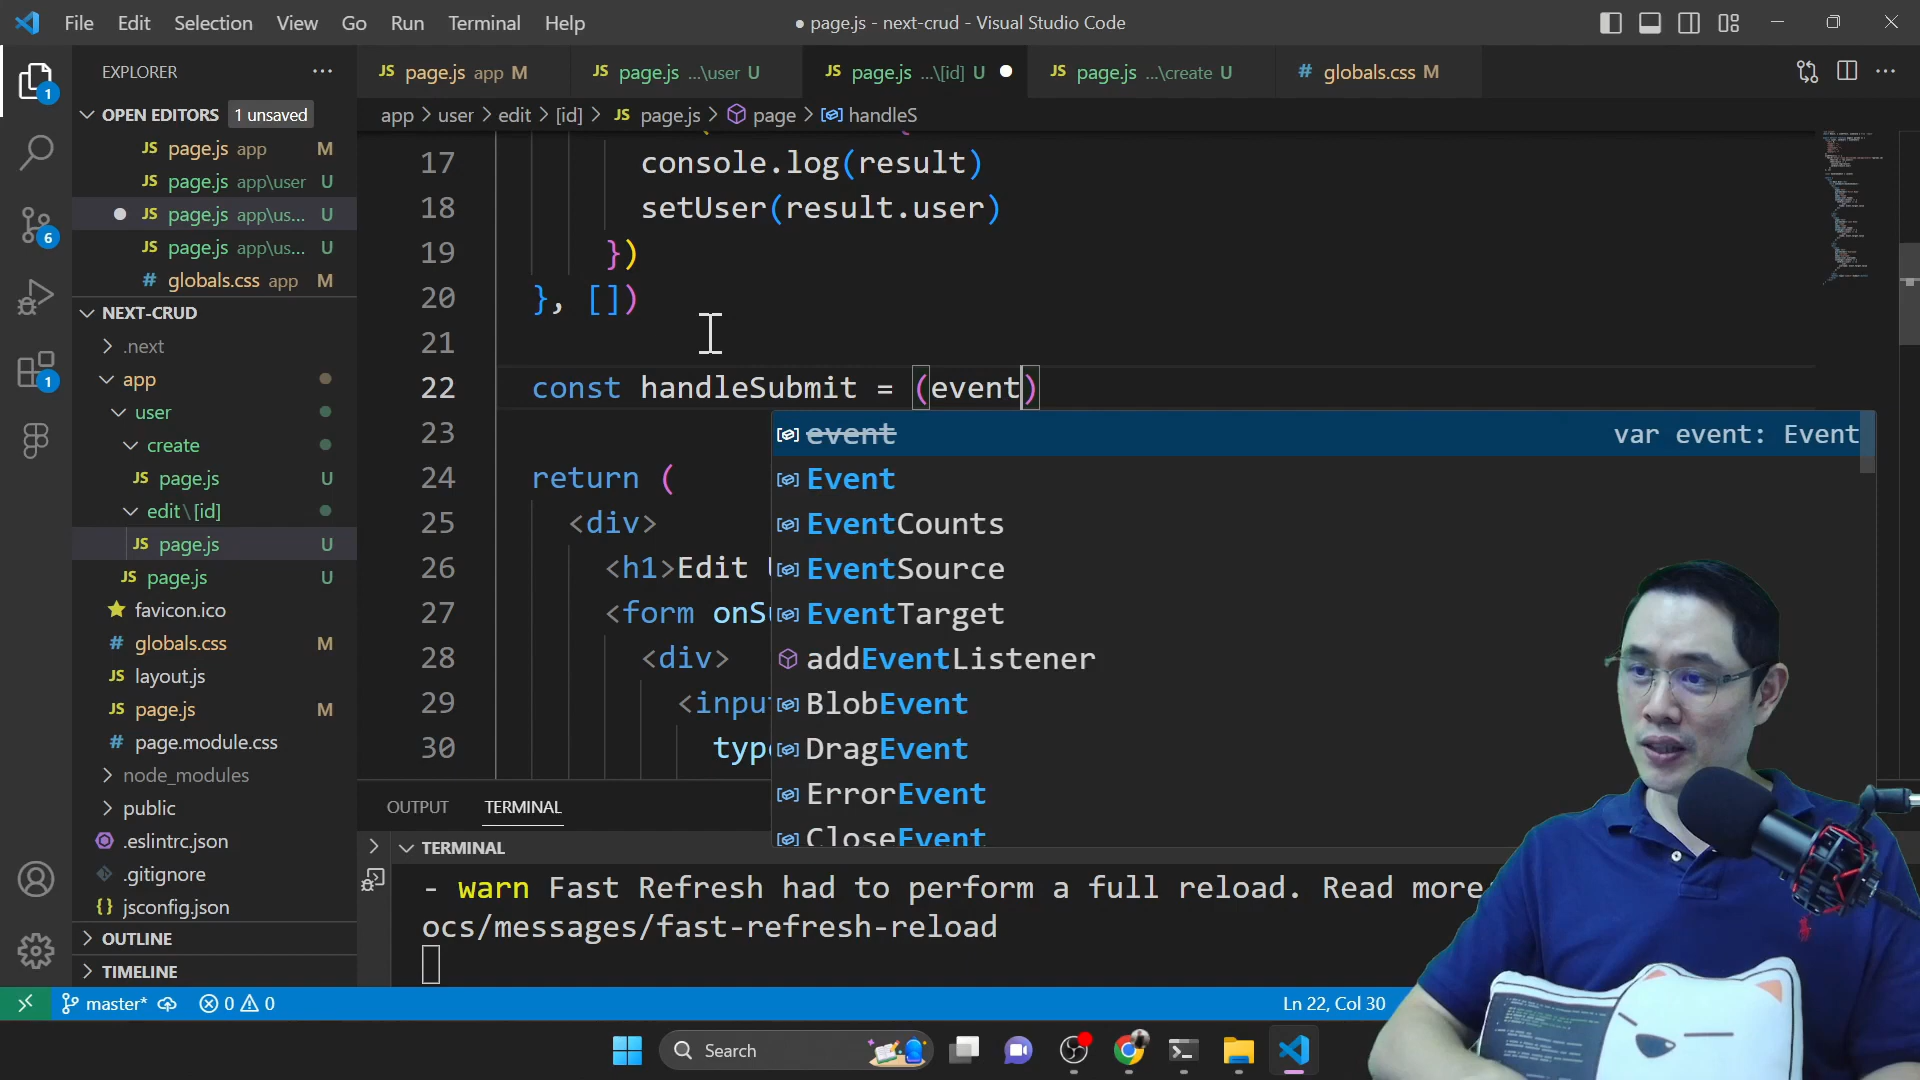 File Edit Selection View Go Run Terminal Help
page.js - next-crud - Visual Studio Code
EXPLORER
OPEN EDITORS 1 unsaved
JS page.js app M
JS page.js app\user U
JS page.js app\us... U
JS page.js app\us... U
# globals.css app M
NEXT-CRUD
.next
app
user
create
JS page.js U
edit\[id]
JS page.js U
JS page.js U
favicon.ico
# globals.css M
layout.js
JS page.js M
# page.module.css
node_modules
public
.eslintrc.json
.gitignore
{} jsconfig.json
OUTLINE
TIMELINE
1
6
1
JS page.js app M
JS page.js ...\user U
JS page.js ...\[id] U
JS page.js ...\create U
# globals.css M
app > user > edit > [id] > JS page.js > page > handleS
17 console.log(result)
18 setUser(result.user)
19 })
20 }, [])
21
22 const handleSubmit = (event)
23
24 return (
25 <div>
26 <h1>Edit
27 <form onSu
28 <div>
29 <input
30 type
event var event: Event
Event
EventCounts
EventSource
EventTarget
addEventListener
BlobEvent
DragEvent
ErrorEvent
CloseEvent
OUTPUT TERMINAL
TERMINAL
- warn Fast Refresh had to perform a full reload. Read more:
ocs/messages/fast-refresh-reload
master* 0 0
Ln 22, Col 30
Search